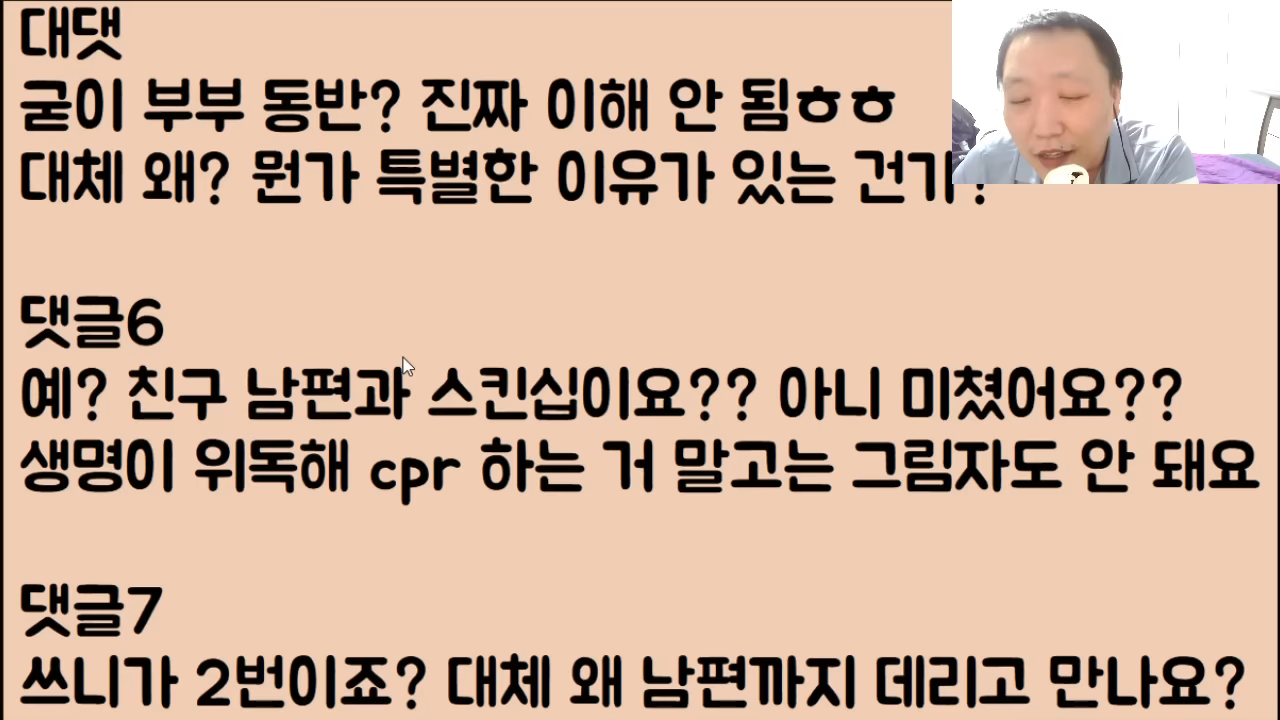 대댓
굳이 부부 동반? 진짜 이해 안 됨ㅎㅎ
대체 왜? 뭔가 특별한 이유가 있는 건가?
댓글6
예? 친구 남편과 스킨십이요?? 아니 미쳤어요??
생명이 위독해 cpr 하는 거 말고는 그림자도 안 돼요
댓글7
쓰니가 2번이죠? 대체 왜 남편까지 데리고 만나요?